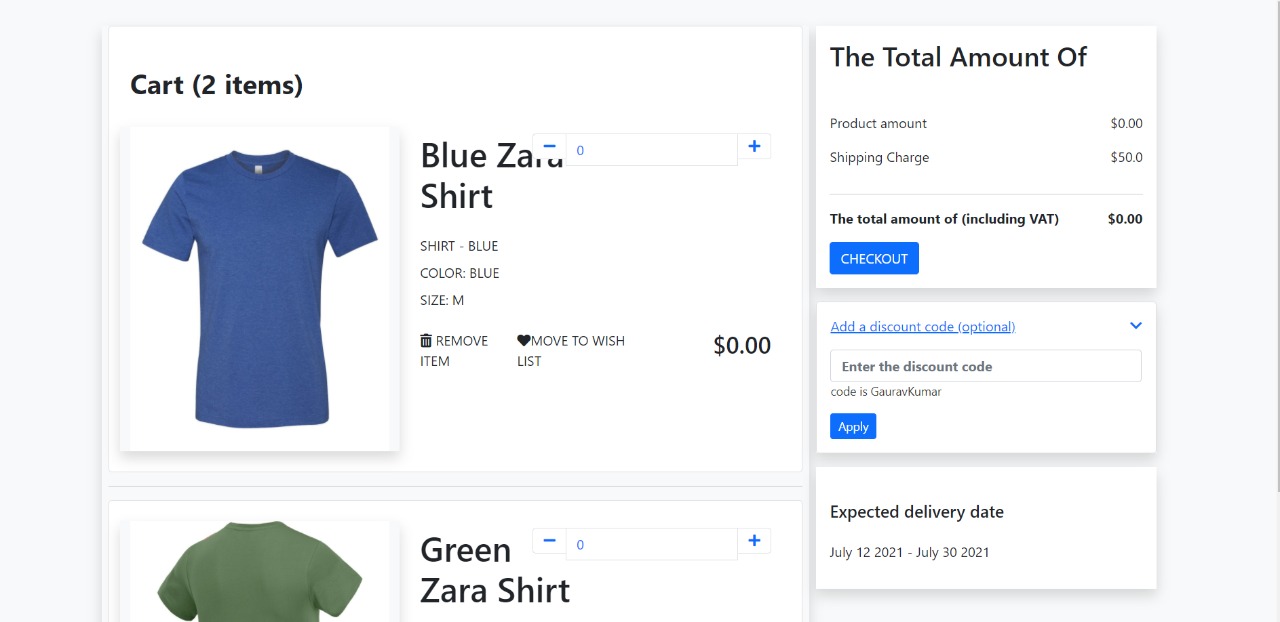 Cart (2 items)
Blue Zara
Shirt
0
SHIRT - BLUE
COLOR: BLUE
SIZE: M
REMOVE
ITEM
MOVE TO WISH
LIST
$0.00
Green
Zara Shirt
0
The Total Amount Of
Product amount $0.00
Shipping Charge $50.0
The total amount of (including VAT) $0.00
CHECKOUT
Add a discount code (optional)
Enter the discount code
code is GauravKumar
Apply
Expected delivery date
July 12 2021 - July 30 2021